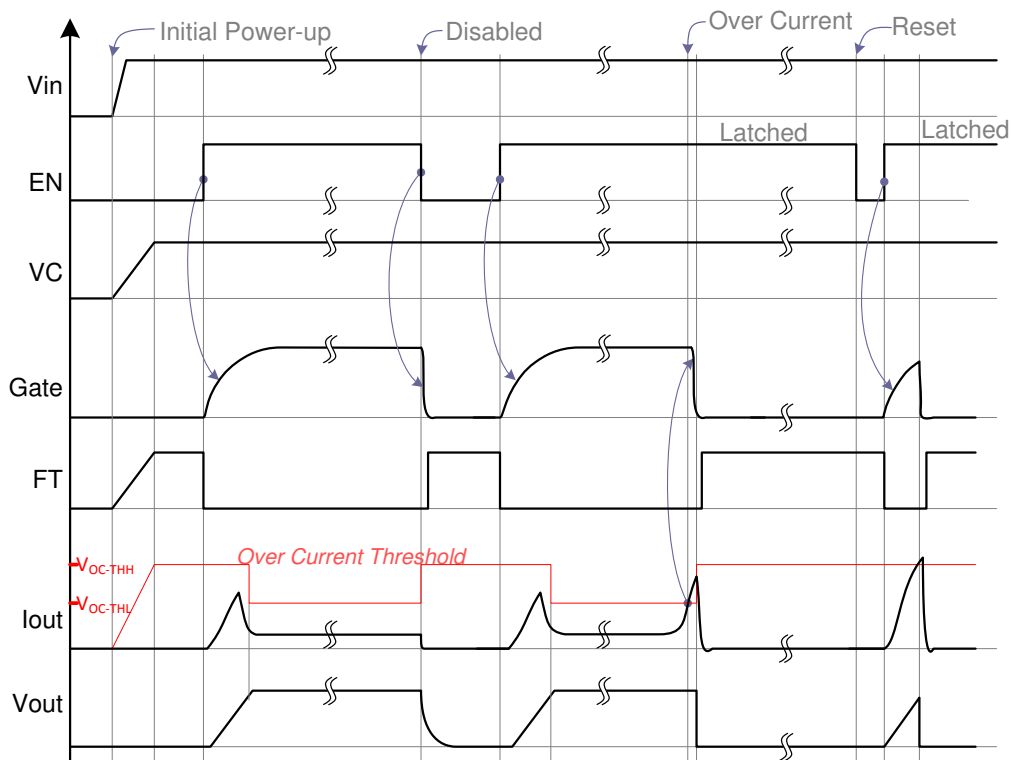 Initial Power-up
Disabled
Over Current
Reset
Vin
Latched
Latched
EN
VC
Gate
FT
Over Current Threshold
VOC-THH
VOC-THL
Iout
Vout